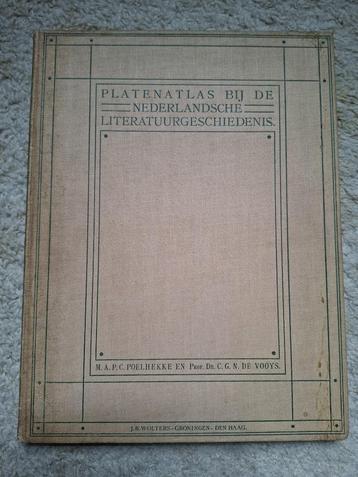 PLATENATLAS BIJ DE
NEDERLANDSCHE
LITERATUURGESCHIEDENIS.
M. A. P. C. POELHEKKE EN PROF. DR. C. G. N. DE VOOYS.
J. B. WOLTERS – GRONINGEN – DEN HAAG.